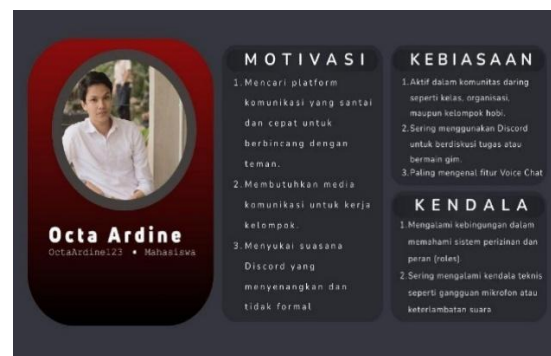 Octa Ardine
OctaArdine123 • Mahasiswa
MOTIVASI
1. Mencari platform
komunikasi yang santai
dan cepat untuk
berbincang dengan
teman.
2. Membutuhkan media
komunikasi untuk kerja
kelompok.
3. Menyukai suasana
Discord yang
menyenangkan dan
tidak formal
KEBIASAAN
1. Aktif dalam komunitas daring
seperti kelas, organisasi,
maupun kelompok hobi.
2. Sering menggunakan Discord
untuk berdiskusi tugas atau
bermain gim.
3. Paling mengenal fitur Voice Chat
KENDALA
1. Mengalami kebingungan dalam
memahami sistem perizinan dan
peran (roles)
2 Sering mengalami kendala teknis
seperti gangguan mikrofon atau
keterlambatan suara